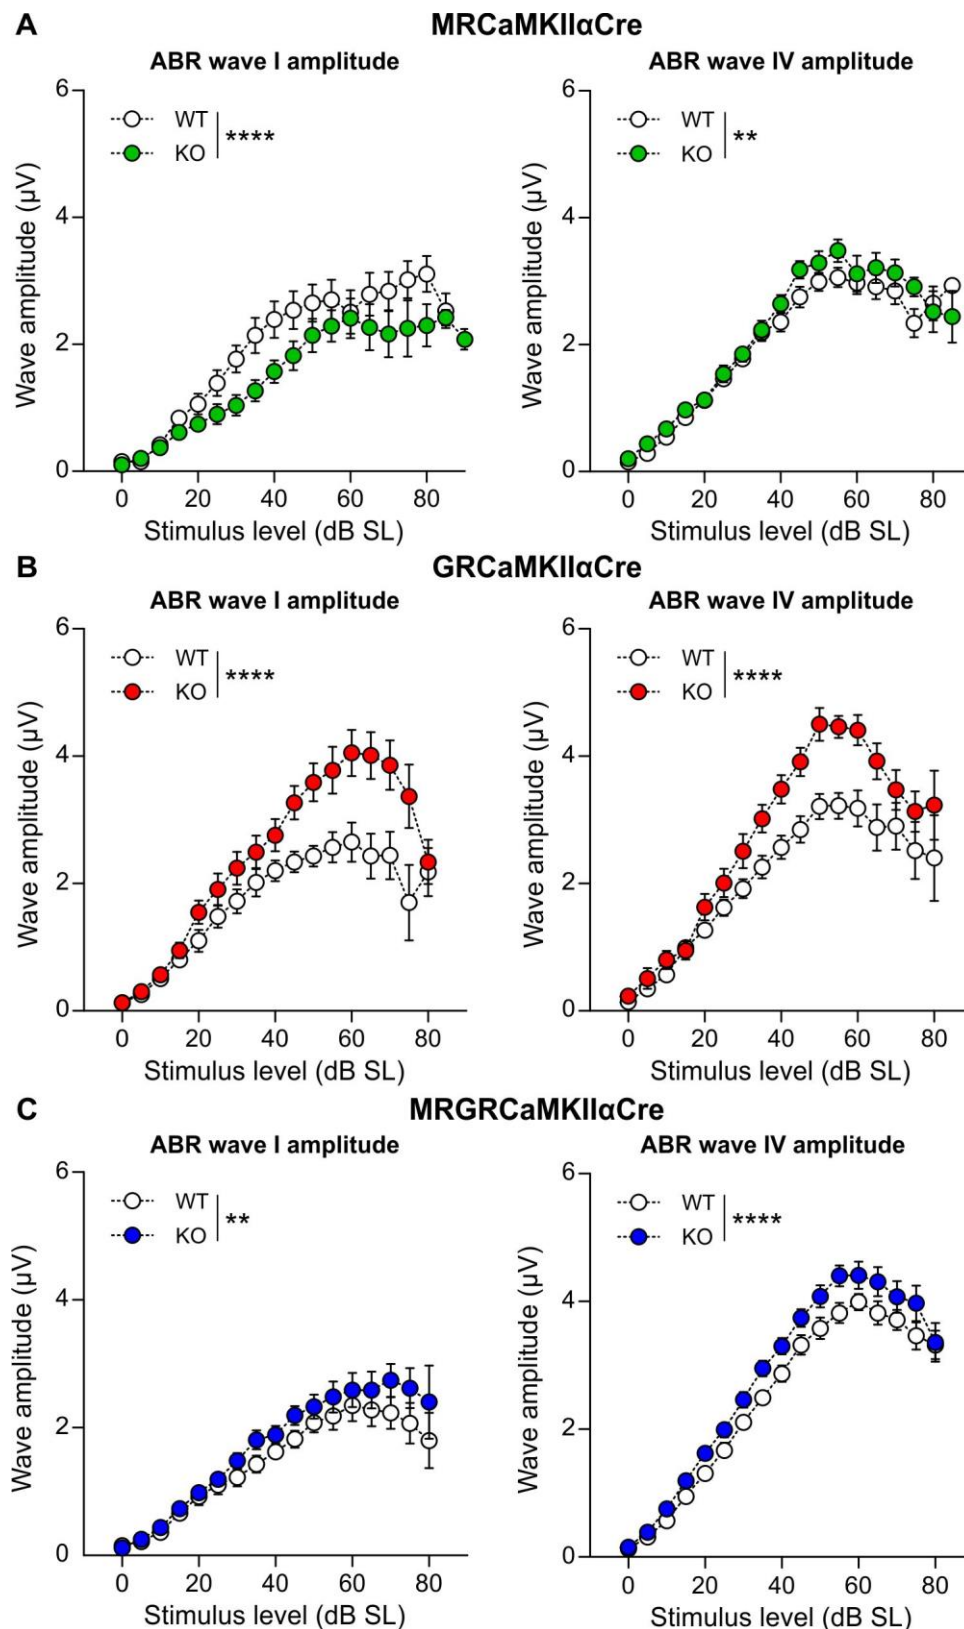 A
MRCaMKIIαCre
ABR wave I amplitude
6
4
2
0
Wave amplitude (µV)
WT
KO
****
0 20 40 60 80
Stimulus level (dB SL)
ABR wave IV amplitude
6
4
2
0
Wave amplitude (µV)
WT
KO
**
0 20 40 60 80
Stimulus level (dB SL)
B
GRCaMKIIαCre
ABR wave I amplitude
6
4
2
0
Wave amplitude (µV)
WT
KO
****
0 20 40 60 80
Stimulus level (dB SL)
ABR wave IV amplitude
6
4
2
0
Wave amplitude (µV)
WT
KO
****
0 20 40 60 80
Stimulus level (dB SL)
C
MRGRCaMKIIαCre
ABR wave I amplitude
6
4
2
0
Wave amplitude (µV)
WT
KO
**
0 20 40 60 80
Stimulus level (dB SL)
ABR wave IV amplitude
6
4
2
0
Wave amplitude (µV)
WT
KO
****
0 20 40 60 80
Stimulus level (dB SL)